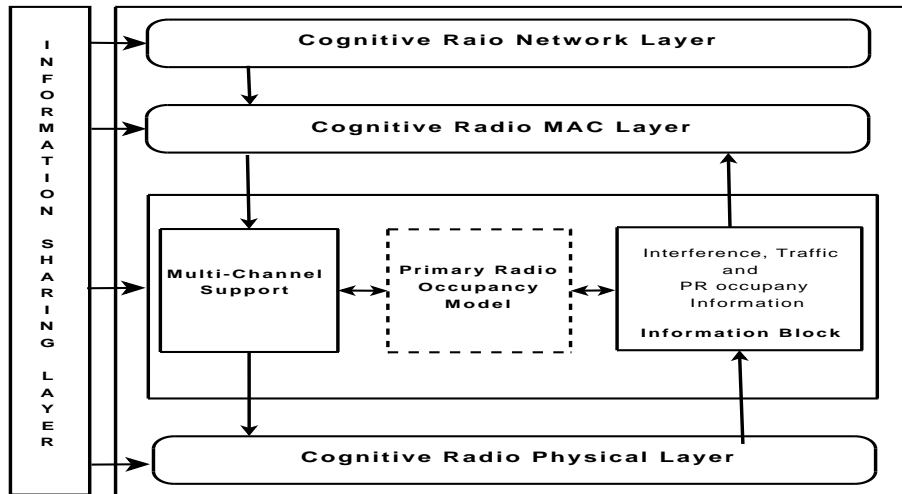 INFORMATION SHARING LAYER
Cognitive Raio Network Layer
Cognitive Radio MAC Layer
Multi-Channel
Support
Primary Radio
Occupancy
Model
Interference, Traffic
and
PR occupany
Information
Information Block
Cognitive Radio Physical Layer